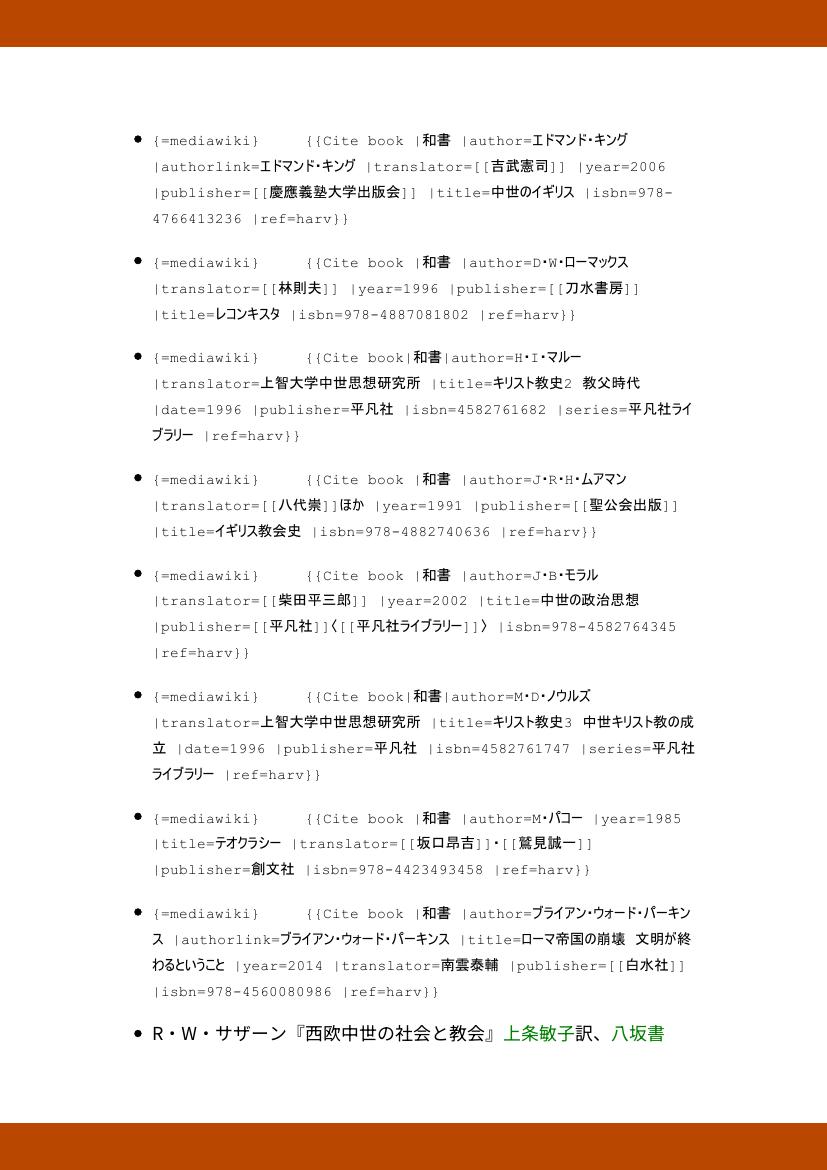 • {=mediawiki}    {{Cite book |和書 |author=エドマンド・キング
|authorlink=エドマンド・キング |translator=[[吉武憲司]] |year=2006
|publisher=[[慶應義塾大学出版会]] |title=中世のイギリス |isbn=978-
4766413236 |ref=harv}}
• {=mediawiki}    {{Cite book |和書 |author=D・W・ローマックス
|translator=[[林則夫]] |year=1996 |publisher=[[刀水書房]]
|title=レコンキスタ |isbn=978-4887081802 |ref=harv}}
• {=mediawiki}    {{Cite book|和書|author=H・I・マルー
|translator=上智大学中世思想研究所 |title=キリスト教史2 教父時代
|date=1996 |publisher=平凡社 |isbn=4582761682 |series=平凡社ライ
ブラリー |ref=harv}}
• {=mediawiki}    {{Cite book |和書 |author=J・R・H・ムアマン
|translator=[[八代崇]]ほか |year=1991 |publisher=[[聖公会出版]]
|title=イギリス教会史 |isbn=978-4882740636 |ref=harv}}
• {=mediawiki}    {{Cite book |和書 |author=J・B・モラル
|translator=[[柴田平三郎]] |year=2002 |title=中世の政治思想
|publisher=[[平凡社]]〈[[平凡社ライブラリー]]〉 |isbn=978-4582764345
|ref=harv}}
• {=mediawiki}    {{Cite book|和書|author=M・D・ノウルズ
|translator=上智大学中世思想研究所 |title=キリスト教史3 中世キリスト教の成
立 |date=1996 |publisher=平凡社 |isbn=4582761747 |series=平凡社
ライブラリー |ref=harv}}
• {=mediawiki}    {{Cite book |和書 |author=M・パコー |year=1985
|title=テオクラシー |translator=[[坂口昂吉]]・[[鷲見誠一]]
|publisher=創文社 |isbn=978-4423493458 |ref=harv}}
• {=mediawiki}    {{Cite book |和書 |author=ブライアン・ウォード・パーキン
ス |authorlink=ブライアン・ウォード・パーキンス |title=ローマ帝国の崩壊 文明が終
わるということ |year=2014 |translator=南雲泰輔 |publisher=[[白水社]]
|isbn=978-4560080986 |ref=harv}}
• R・W・サザーン『西欧中世の社会と教会』上条敏子訳、八坂書